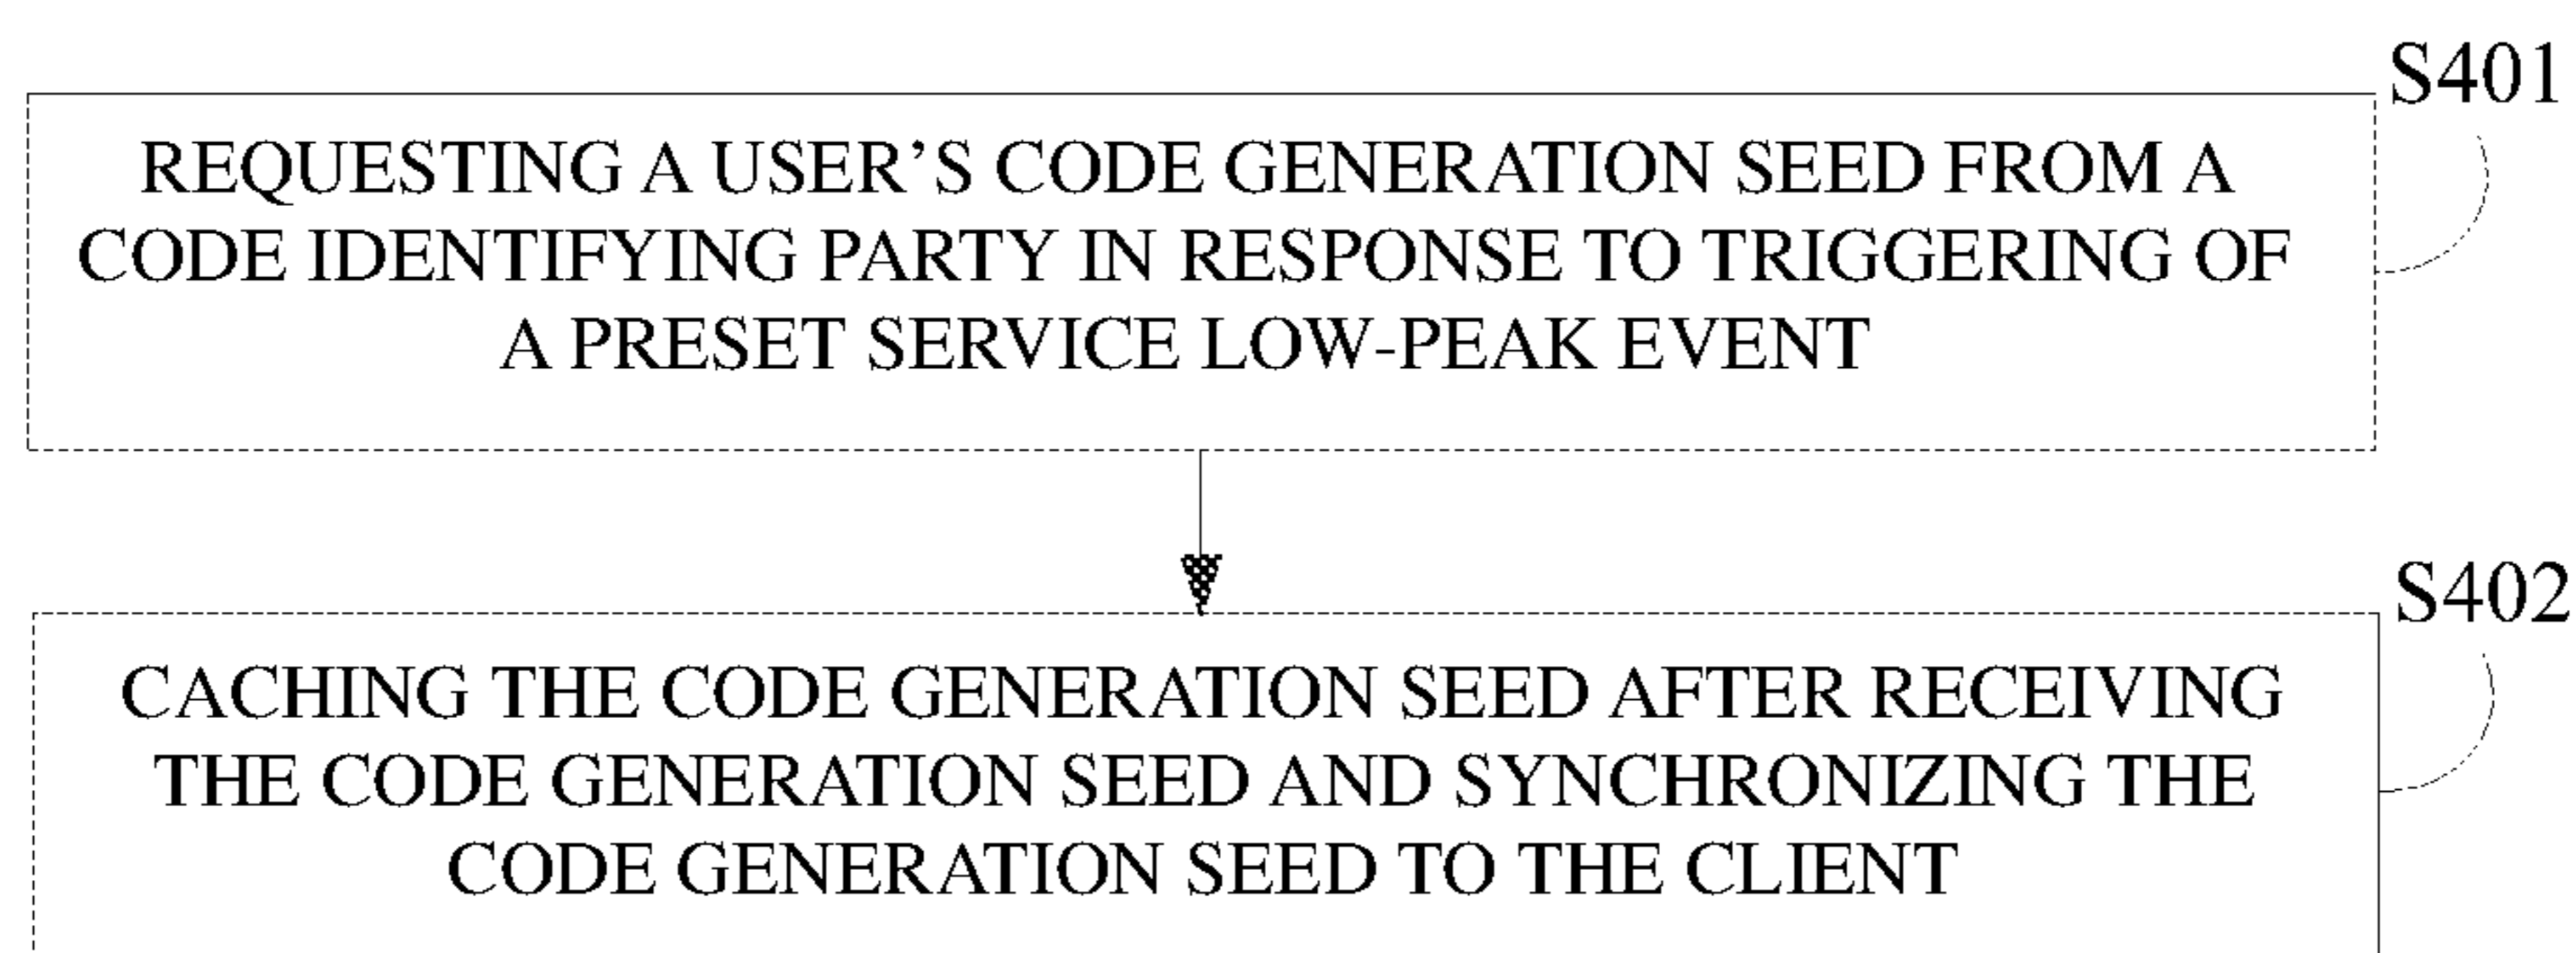 S401
REQUESTING A USER’S CODE GENERATION SEED FROM A
CODE IDENTIFYING PARTY IN RESPONSE TO TRIGGERING OF
A PRESET SERVICE LOW-PEAK EVENT
S402
CACHING THE CODE GENERATION SEED AFTER RECEIVING
THE CODE GENERATION SEED AND SYNCHRONIZING THE
CODE GENERATION SEED TO THE CLIENT